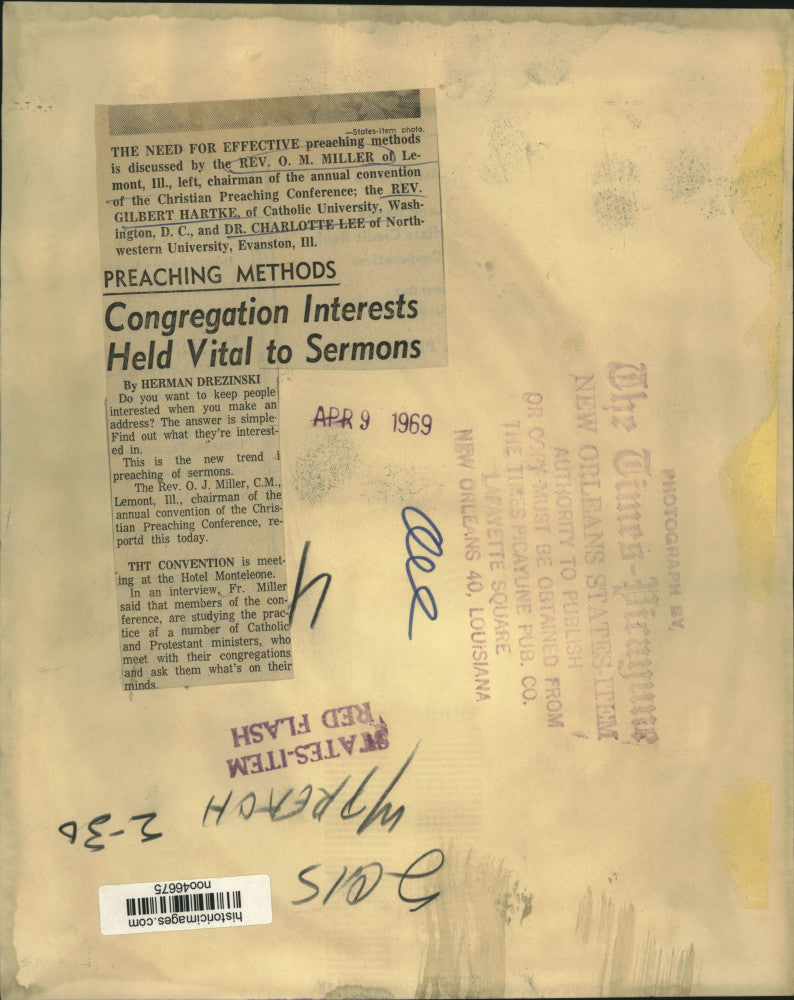 —States-Item photo.
THE NEED FOR EFFECTIVE preaching methods
is discussed by the REV. O. M. MILLER of Le-
mont, Ill., left, chairman of the annual convention
of the Christian Preaching Conference; the REV.
GILBERT HARTKE, of Catholic University, Wash-
ington, D. C., and DR. CHARLOTTE LEE of North-
western University, Evanston, Ill.
PREACHING METHODS
Congregation Interests
Held Vital to Sermons
By HERMAN DREZINSKI
Do you want to keep people
interested when you make an
address? The answer is simple.
Find out what they're interest-
ed in.
This is the new trend i
preaching of sermons.
The Rev. O. J. Miller, C.M.,
Lemont, Ill., chairman of the
annual convention of the Chris-
tian Preaching Conference, re-
portd this today.
THT CONVENTION is meet-
ing at the Hotel Monteleone.
In an interview, Fr. Miller
said that members of the con-
ference, are studying the prac-
tice af a number of Catholic
and Protestant ministers, who
meet with their congregations
and ask them what's on their
minds.
APR 9 1969
4
PHOTOGRAPH BY
The Times-Picayune
NEW ORLEANS STATES-ITEM
AUTHORITY TO PUBLISH
OR COPY MUST BE OBTAINED FROM
THE TIMES PICAYUNE PUB. CO.
LAFAYETTE SQUARE
NEW ORLEANS 40, LOUISIANA
STATES-ITEM
RED FLASH
W/PREACH 2-30
2 COLS
historicimages.com
noo46675